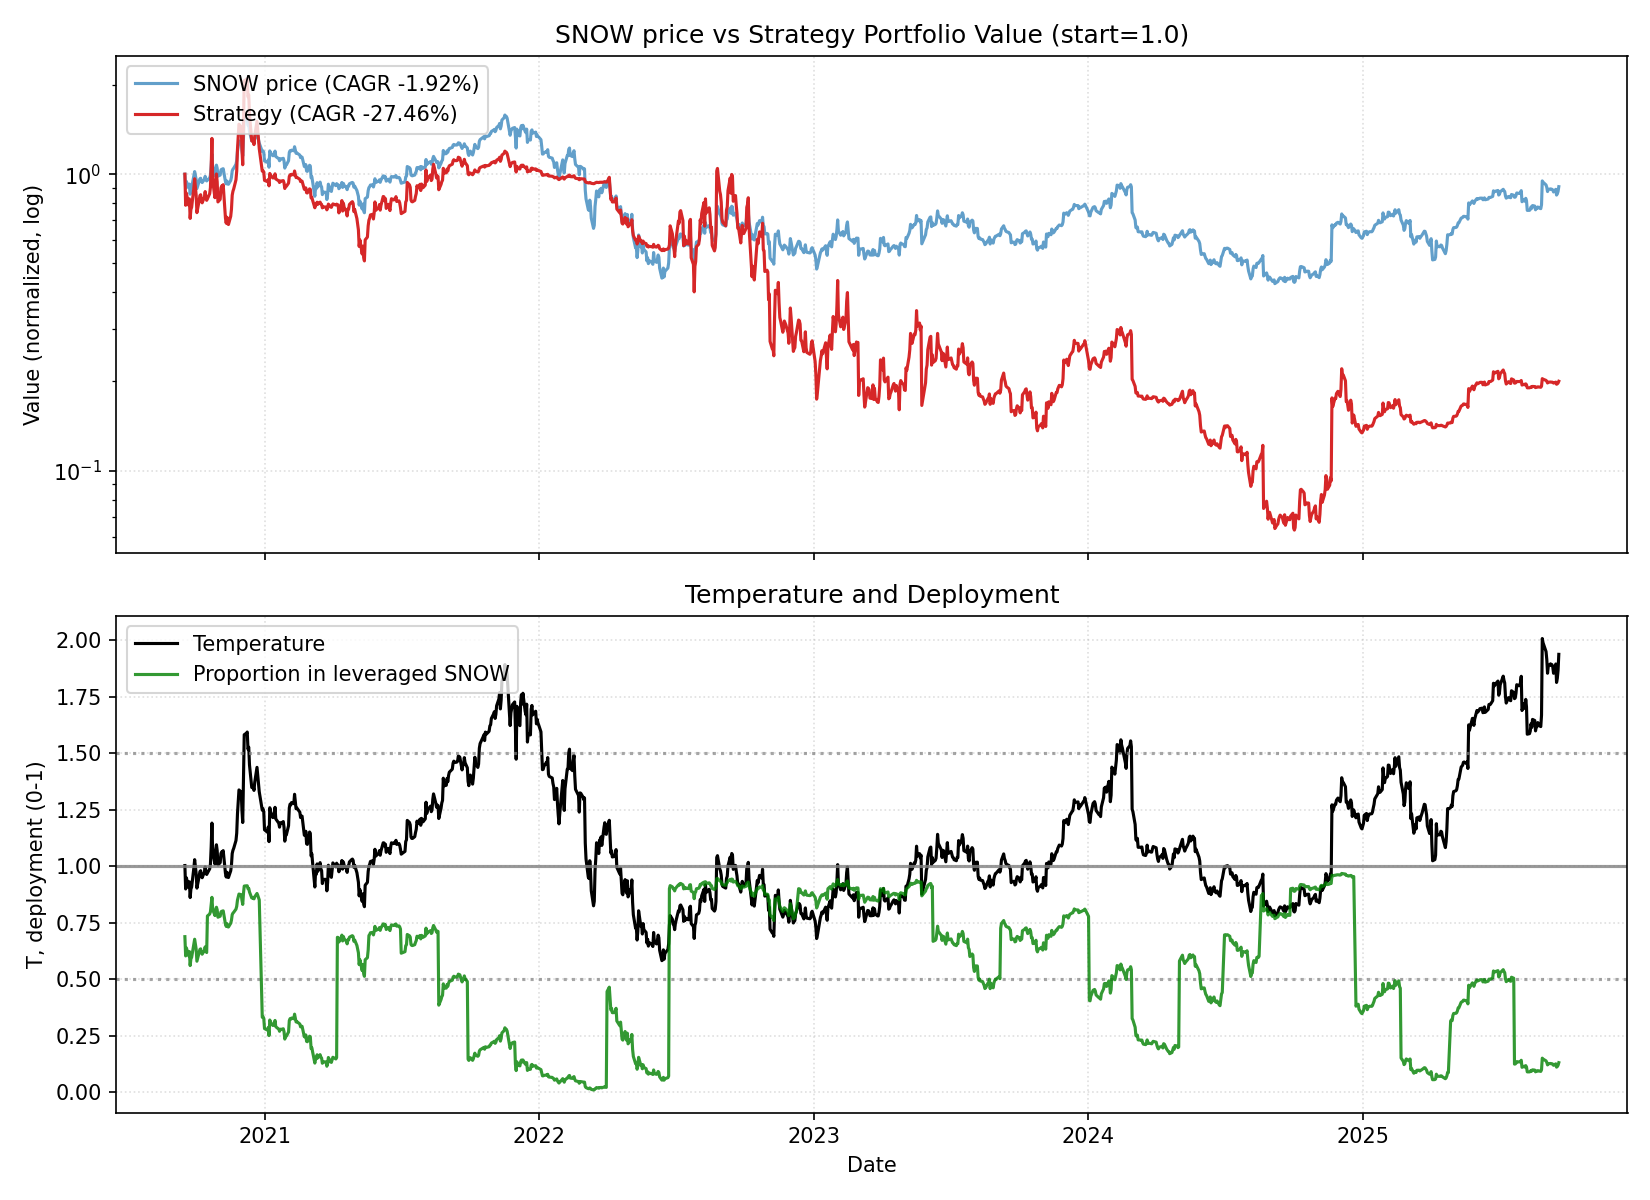 SNOW price vs Strategy Portfolio Value (start=1.0)
SNOW price (CAGR -1.92%)
Strategy (CAGR -27.46%)
Value (normalized, log)
10⁰
10⁻¹
Temperature and Deployment
Temperature
Proportion in leveraged SNOW
T, deployment (0-1)
2.00
1.75
1.50
1.25
1.00
0.75
0.50
0.25
0.00
2021 2022 2023 2024 2025
Date